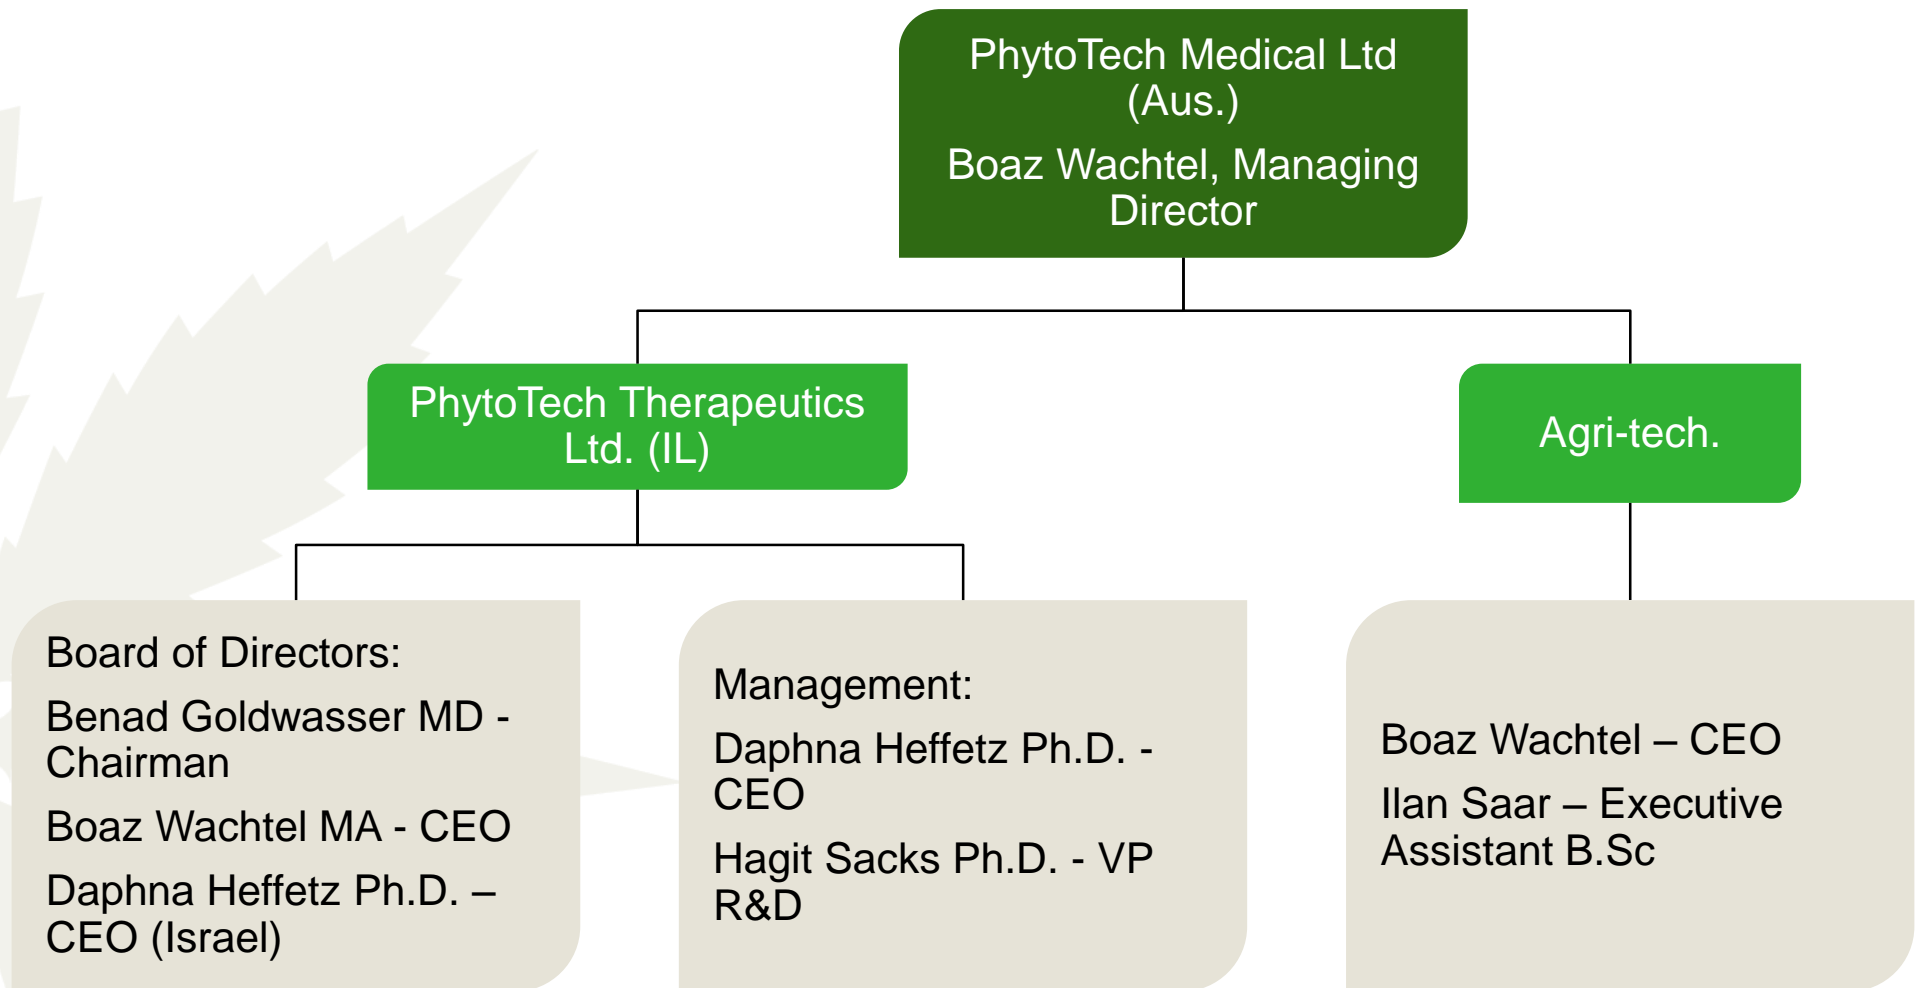 PhytoTech Medical Ltd
(Aus.)
Boaz Wachtel, Managing
Director
PhytoTech Therapeutics
Ltd. (IL)
Agri-tech.
Board of Directors:
Benad Goldwasser MD -
Chairman
Boaz Wachtel MA - CEO
Daphna Heffetz Ph.D. –
CEO (Israel)
Management:
Daphna Heffetz Ph.D. -
CEO
Hagit Sacks Ph.D. - VP
R&D
Boaz Wachtel – CEO
Ilan Saar – Executive
Assistant B.Sc